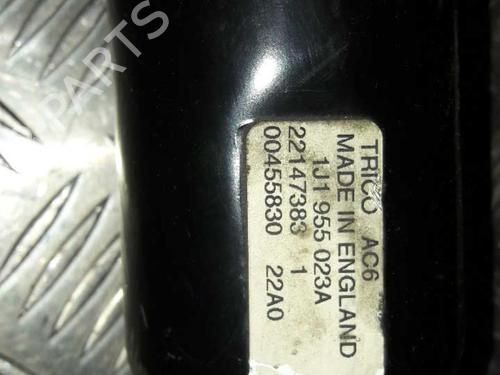 TRICO AC6
MADE IN ENGLAND
1J1 955 023A
22147383 1
00455830 22A0
B-PARTS